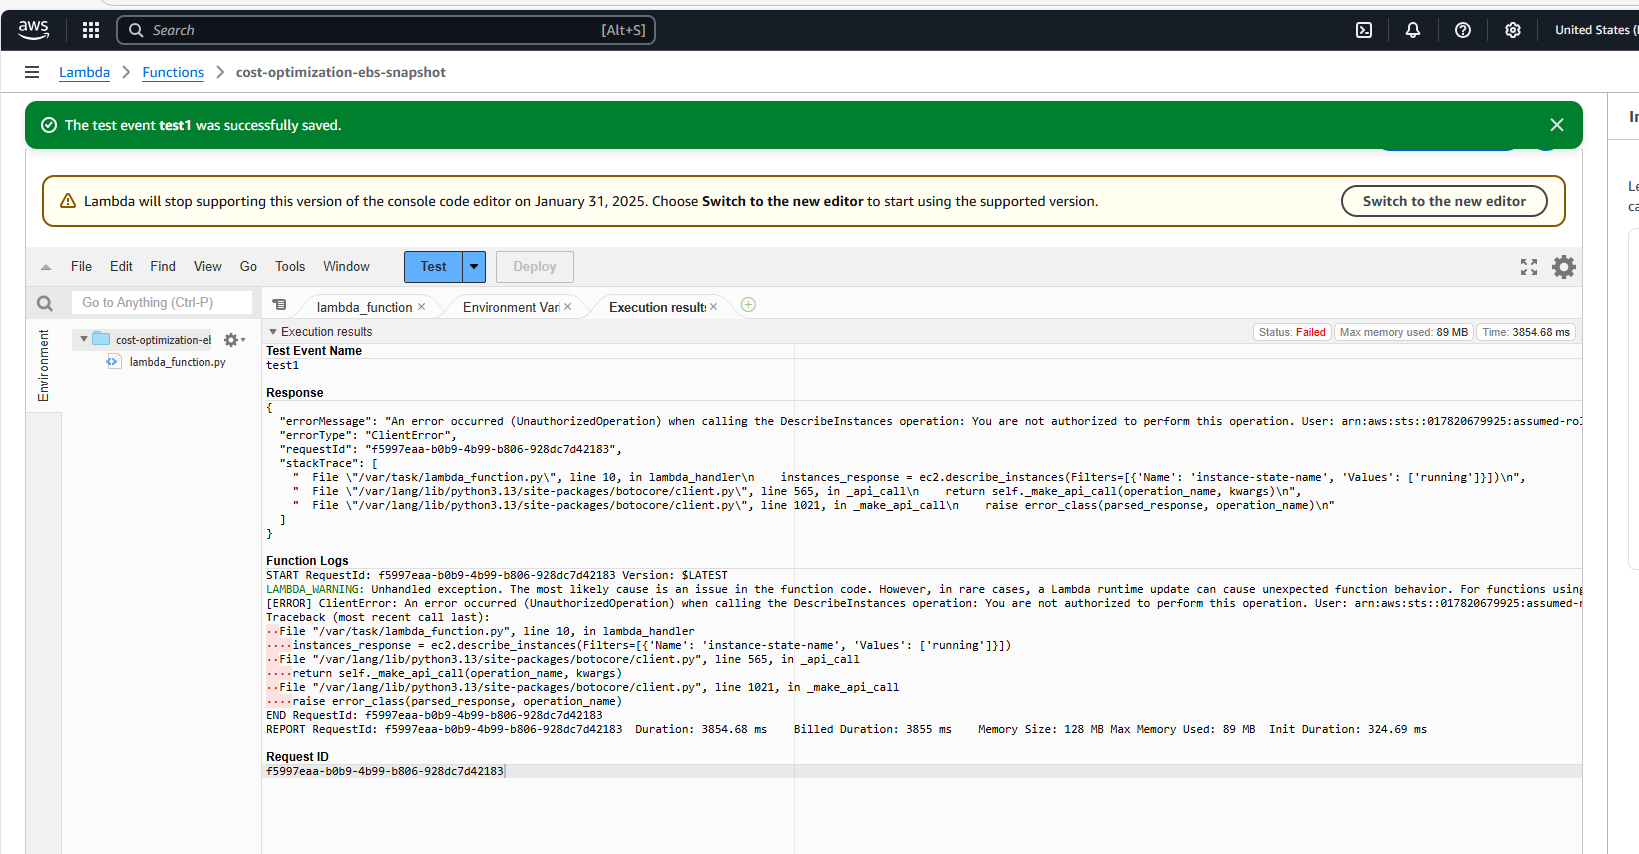 aws
Search [Alt+S]
United States (
Lambda > Functions > cost-optimization-ebs-snapshot
The test event test1 was successfully saved.
Lambda will stop supporting this version of the console code editor on January 31, 2025. Choose Switch to the new editor to start using the supported version.
Switch to the new editor
File Edit Find View Go Tools Window Test Deploy
Go to Anything (Ctrl-P)
lambda_function Environment Var Execution results
Environment
cost-optimization-eb
lambda_function.py
Execution results
Status: Failed Max memory used: 89 MB Time: 3854.68 ms
Test Event Name
test1
Response
{
"errorMessage": "An error occurred (UnauthorizedOperation) when calling the DescribeInstances operation: You are not authorized to perform this operation. User: arn:aws:sts::017820679925:assumed-rol
"errorType": "ClientError",
"requestId": "f5997eaa-b0b9-4b99-b806-928dc7d42183",
"stackTrace": [
"  File \"/var/task/lambda_function.py\", line 10, in lambda_handler\n    instances_response = ec2.describe_instances(Filters=[{'Name': 'instance-state-name', 'Values': ['running']}])\n",
"  File \"/var/lang/lib/python3.13/site-packages/botocore/client.py\", line 565, in _api_call\n    return self._make_api_call(operation_name, kwargs)\n",
"  File \"/var/lang/lib/python3.13/site-packages/botocore/client.py\", line 1021, in _make_api_call\n    raise error_class(parsed_response, operation_name)\n"
]
}
Function Logs
START RequestId: f5997eaa-b0b9-4b99-b806-928dc7d42183 Version: $LATEST
LAMBDA_WARNING: Unhandled exception. The most likely cause is an issue in the function code. However, in rare cases, a Lambda runtime update can cause unexpected function behavior. For functions using
[ERROR] ClientError: An error occurred (UnauthorizedOperation) when calling the DescribeInstances operation: You are not authorized to perform this operation. User: arn:aws:sts::017820679925:assumed-r
Traceback (most recent call last):
··File "/var/task/lambda_function.py", line 10, in lambda_handler
····instances_response = ec2.describe_instances(Filters=[{'Name': 'instance-state-name', 'Values': ['running']}])
··File "/var/lang/lib/python3.13/site-packages/botocore/client.py", line 565, in _api_call
····return self._make_api_call(operation_name, kwargs)
··File "/var/lang/lib/python3.13/site-packages/botocore/client.py", line 1021, in _make_api_call
····raise error_class(parsed_response, operation_name)
END RequestId: f5997eaa-b0b9-4b99-b806-928dc7d42183
REPORT RequestId: f5997eaa-b0b9-4b99-b806-928dc7d42183  Duration: 3854.68 ms    Billed Duration: 3855 ms    Memory Size: 128 MB Max Memory Used: 89 MB  Init Duration: 324.69 ms
Request ID
f5997eaa-b0b9-4b99-b806-928dc7d42183